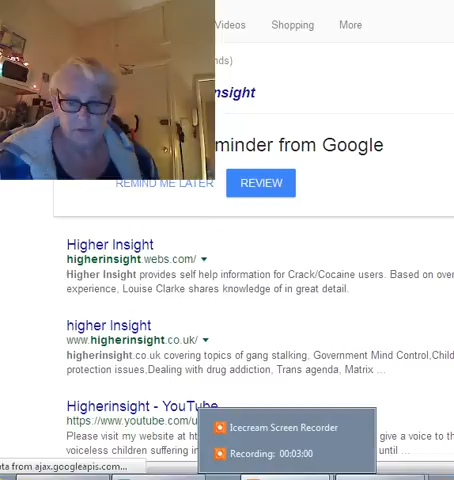 Videos Shopping More
nds)
nsight
minder from Google
REMIND ME LATER REVIEW
Higher Insight
higherinsight.webs.com/
Higher Insight provides self help information for Crack/Cocaine users. Based on over
experience, Louise Clarke shares knowledge of in great detail.
higher Insight
www.higherinsight.co.uk/
higherinsight.co.uk covering topics of gang stalking. Government Mind Control,Child
protection issues,Dealing with drug addiction, Trans agenda, Matrix ...
Higherinsight - YouTube
https://www.youtube.com/u
Please visit my website at ht
give a voice to th
voiceless children suffering in
until ...
Icecream Screen Recorder
Recording: 00:03:00
ata from ajax.googleapis.com...